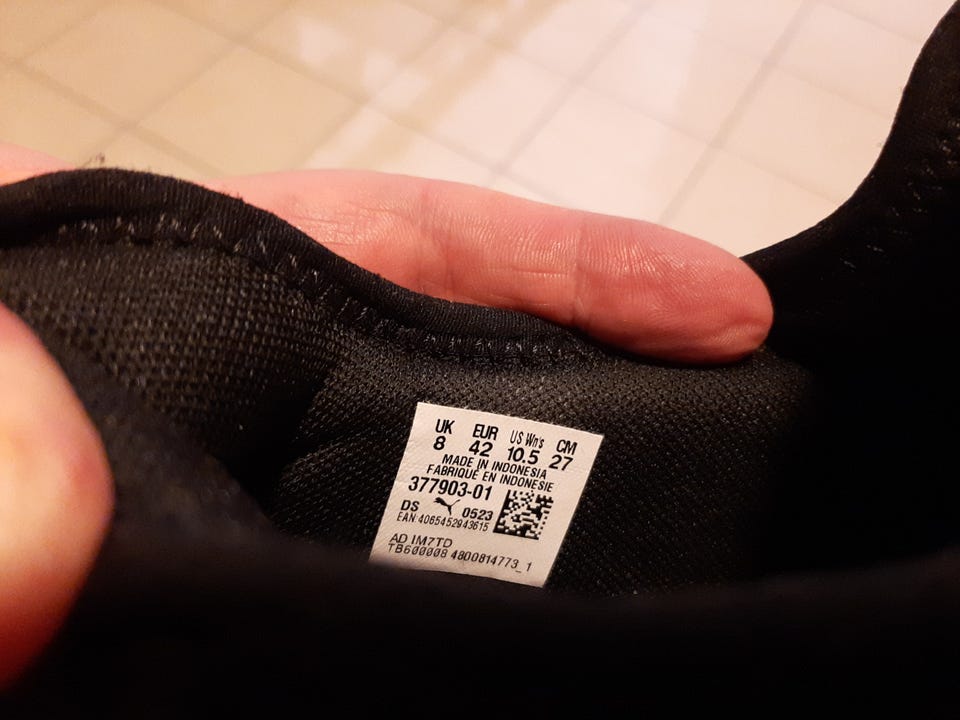 UK EUR US Wn's CM
8 42 10.5 27
MADE IN INDONESIA
FABRIQUÉ EN INDONESIE
377903-01
DS 0523
EAN:4065452943615
AD IM7TD
TB600008 4800814773_1